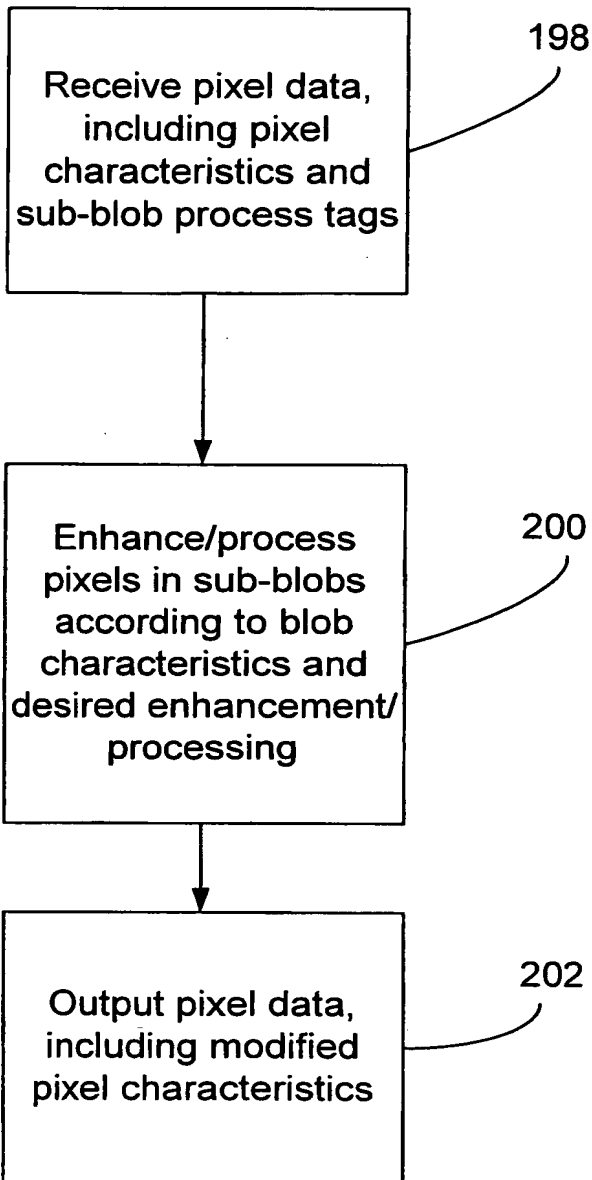 198
Receive pixel data,
including pixel
characteristics and
sub-blob process tags
200
Enhance/process
pixels in sub-blobs
according to blob
characteristics and
desired enhancement/
processing
202
Output pixel data,
including modified
pixel characteristics